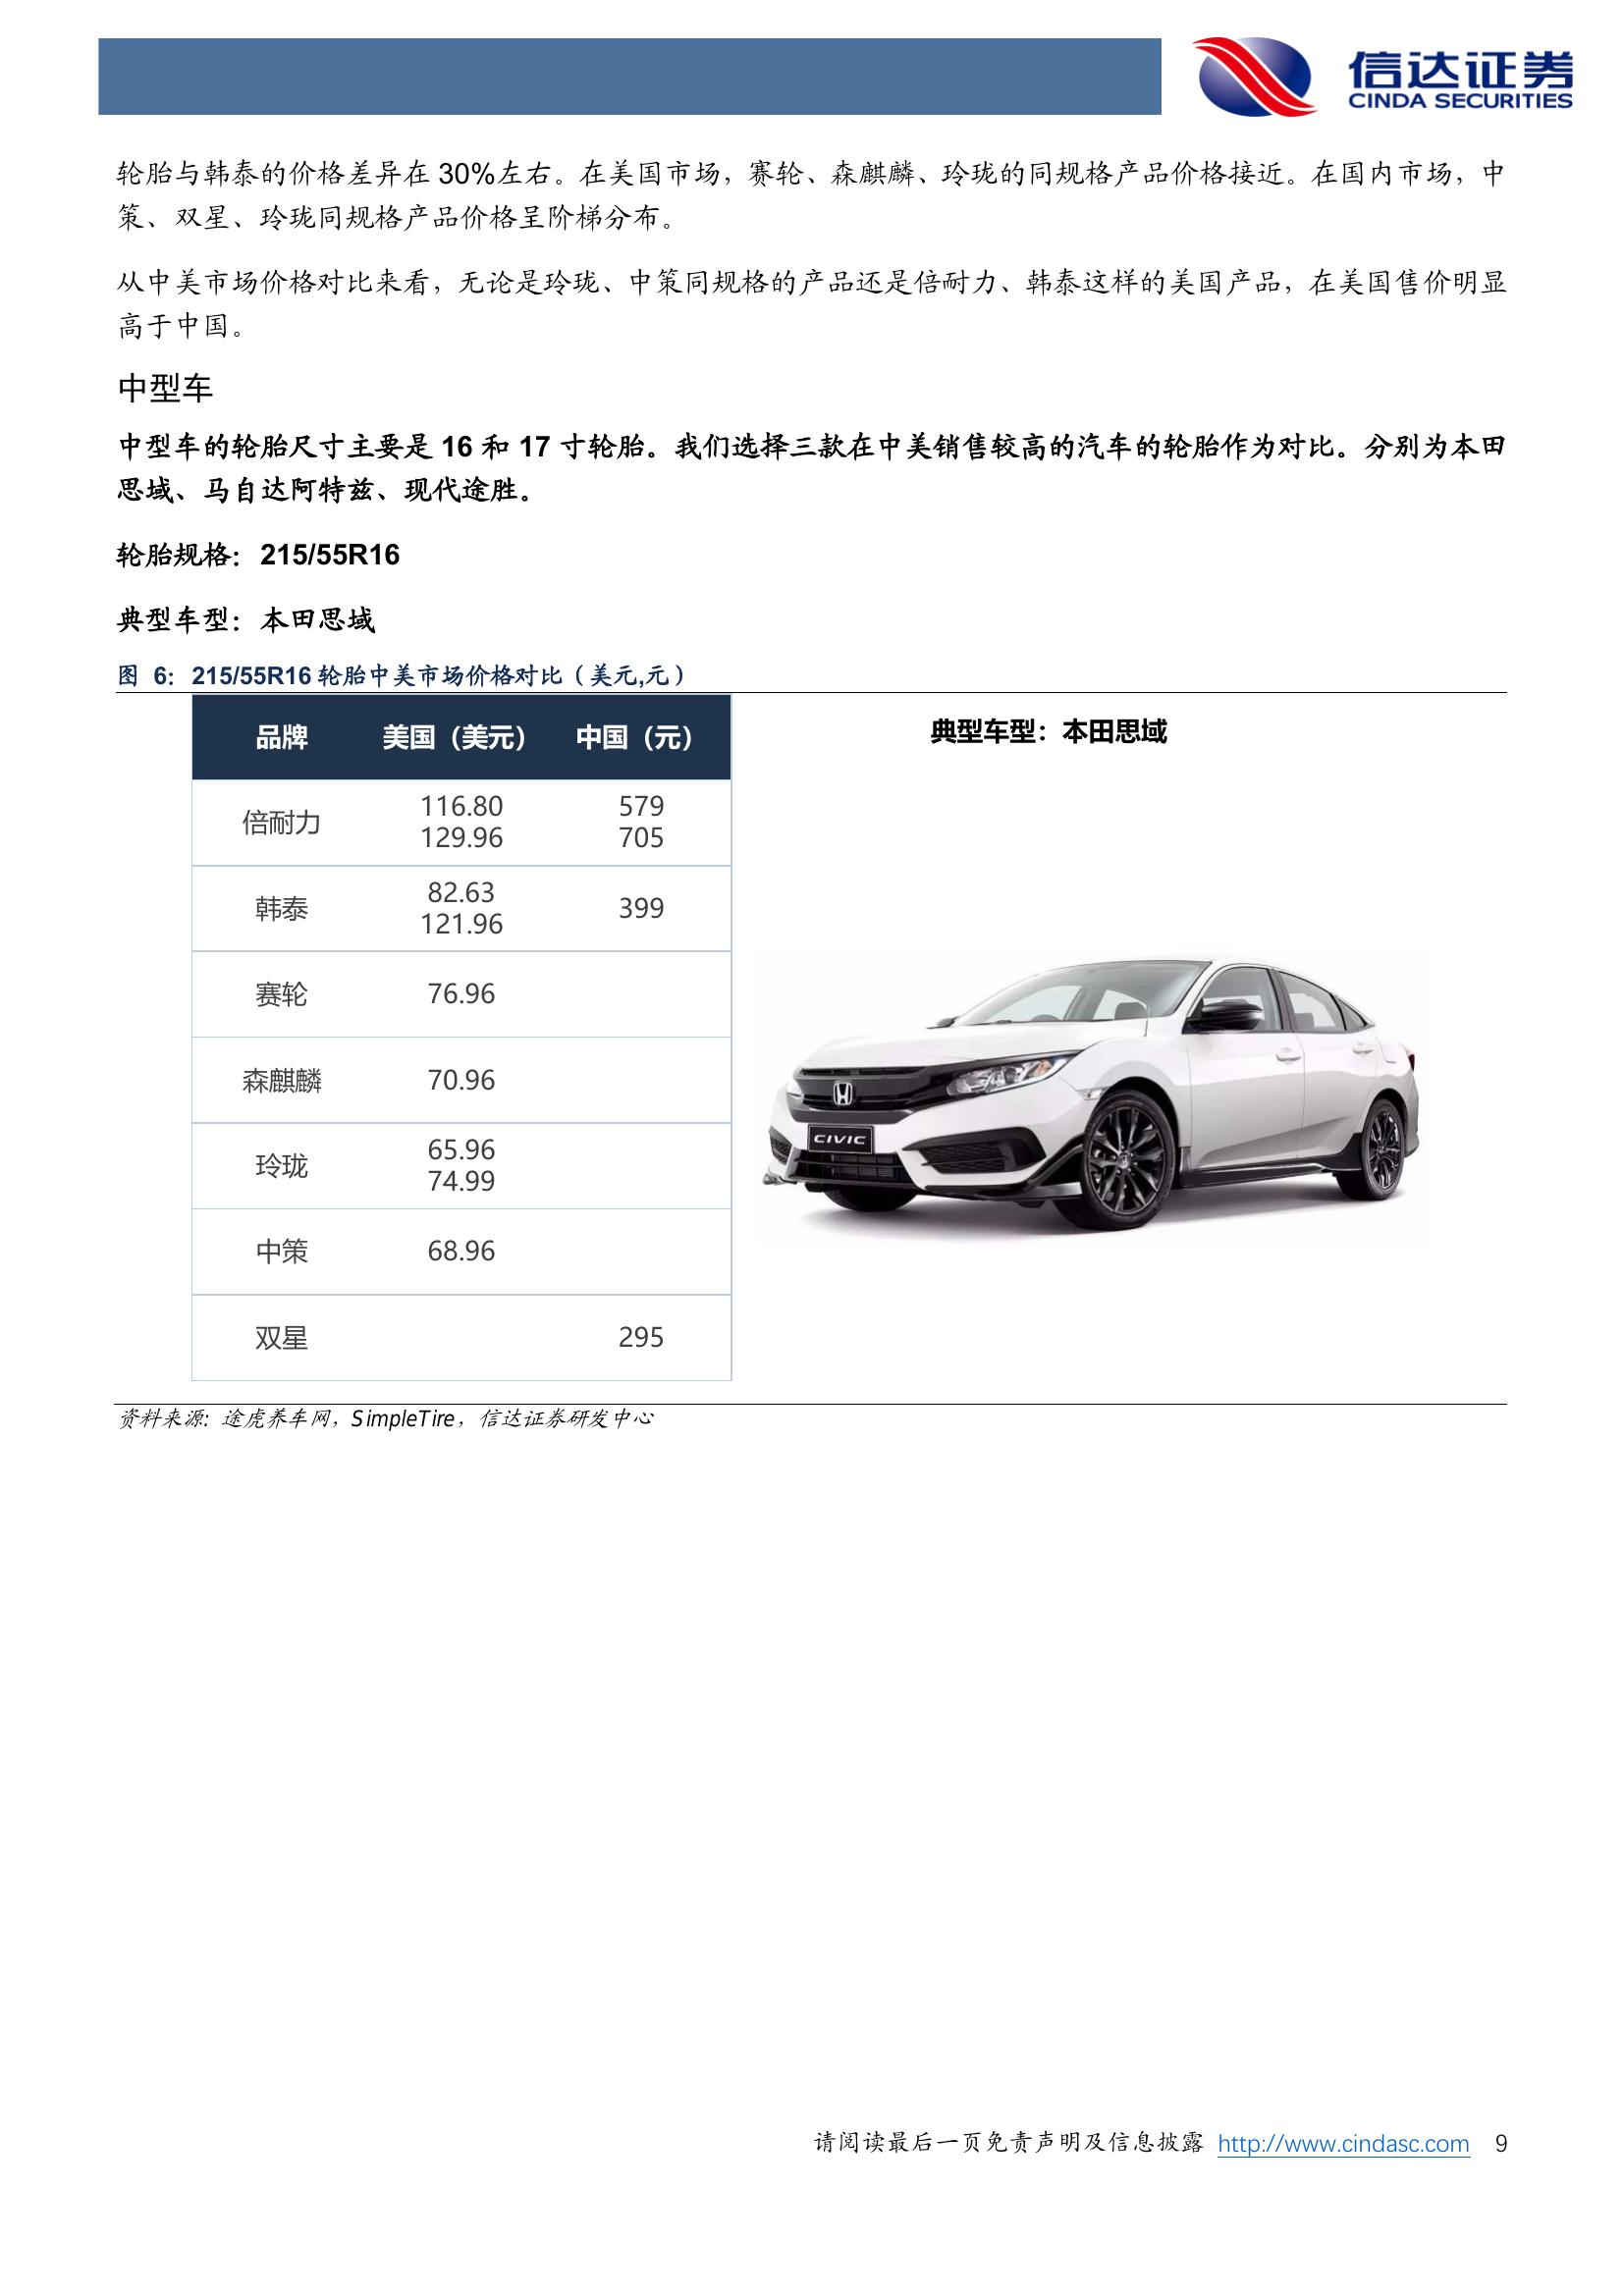 信达证券
CINDA SECURITIES
轮胎与韩泰的价格差异在 30%左右。在美国市场，赛轮、森麒麟、玲珑的同规格产品价格接近。在国内市场，中
策、双星、玲珑同规格产品价格呈阶梯分布。
从中美市场价格对比来看，无论是玲珑、中策同规格的产品还是倍耐力、韩泰这样的美国产品，在美国售价明显
高于中国。
中型车
中型车的轮胎尺寸主要是 16 和 17 寸轮胎。我们选择三款在中美销售较高的汽车的轮胎作为对比。分别为本田
思域、马自达阿特兹、现代途胜。
轮胎规格：215/55R16
典型车型：本田思域
图 6：215/55R16 轮胎中美市场价格对比（美元,元）
品牌 美国（美元） 中国（元）
典型车型：本田思域
倍耐力 116.80 579
129.96 705
韩泰 82.63 399
121.96
赛轮 76.96
森麒麟 70.96
玲珑 65.96
74.99
中策 68.96
双星 295
CIVIC
资料来源：途虎养车网，SimpleTire，信达证券研发中心
请阅读最后一页免责声明及信息披露 http://www.cindasc.com 9